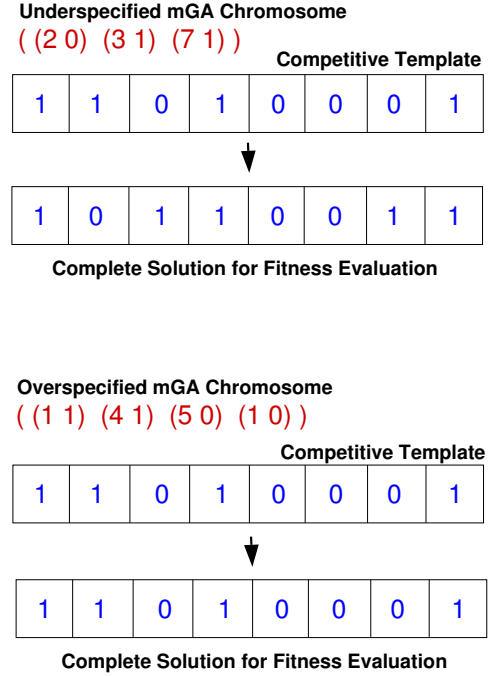 Underspecified mGA Chromosome
( (2 0) (3 1) (7 1) )
Competitive Template
1 1 0 1 0 0 0 1
1 0 1 1 0 0 1 1
Complete Solution for Fitness Evaluation
Overspecified mGA Chromosome
( (1 1) (4 1) (5 0) (1 0) )
Competitive Template
1 1 0 1 0 0 0 1
1 1 0 1 0 0 0 1
Complete Solution for Fitness Evaluation